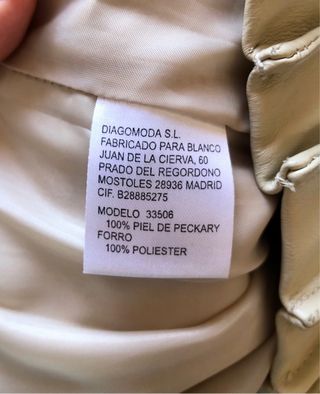 DIAGOMODA S.L.
FABRICADO PARA BLANCO
JUAN DE LA CIERVA, 60
PRADO DEL REGORDONO
MOSTOLES 28936 MADRID
CIF. B28885275
MODELO 33506
100% PIEL DE PECKARY
FORRO
100% POLIESTER